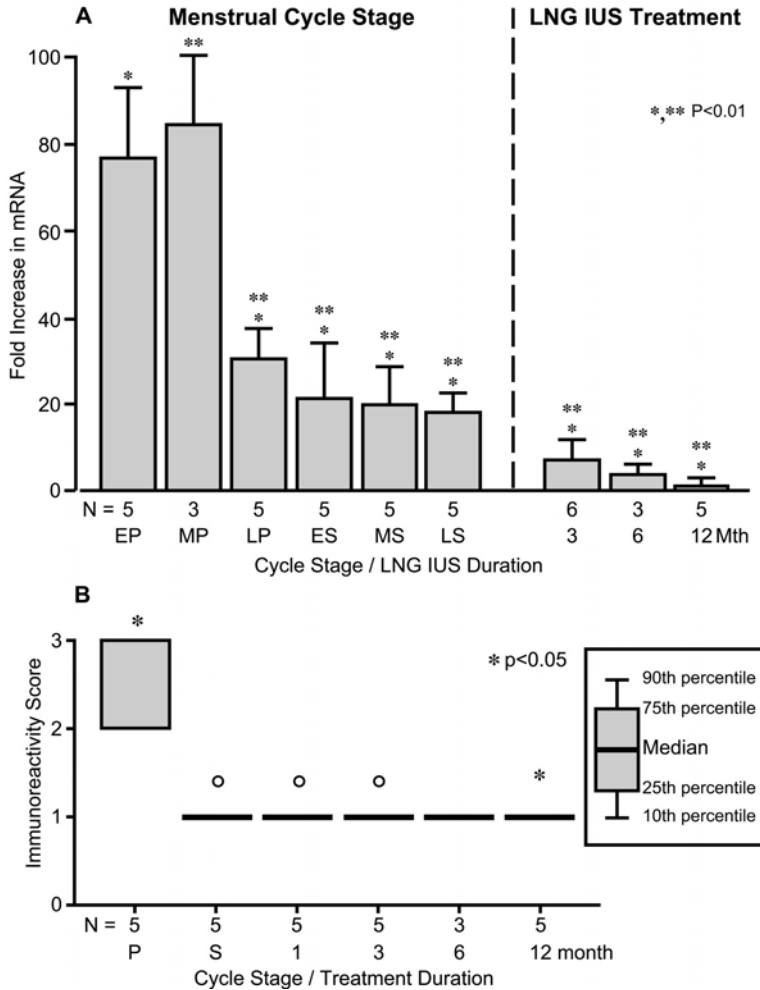 A Menstrual Cycle Stage LNG IUS Treatment
100
80
60
40
20
0
Fold Increase in mRNA
* ** ** ** ** ** ** ** **
* * * * * * *
*,** P<0.01
N = 5 3 5 5 5 5 6 3 5
EP MP LP ES MS LS 3 6 12 Mth
Cycle Stage / LNG IUS Duration
B
3
2
1
0
Immunoreactivity Score
*
* p<0.05
*
90th percentile
75th percentile
Median
25th percentile
10th percentile
N = 5 5 5 5 3 5
P S 1 3 6 12 month
Cycle Stage / Treatment Duration